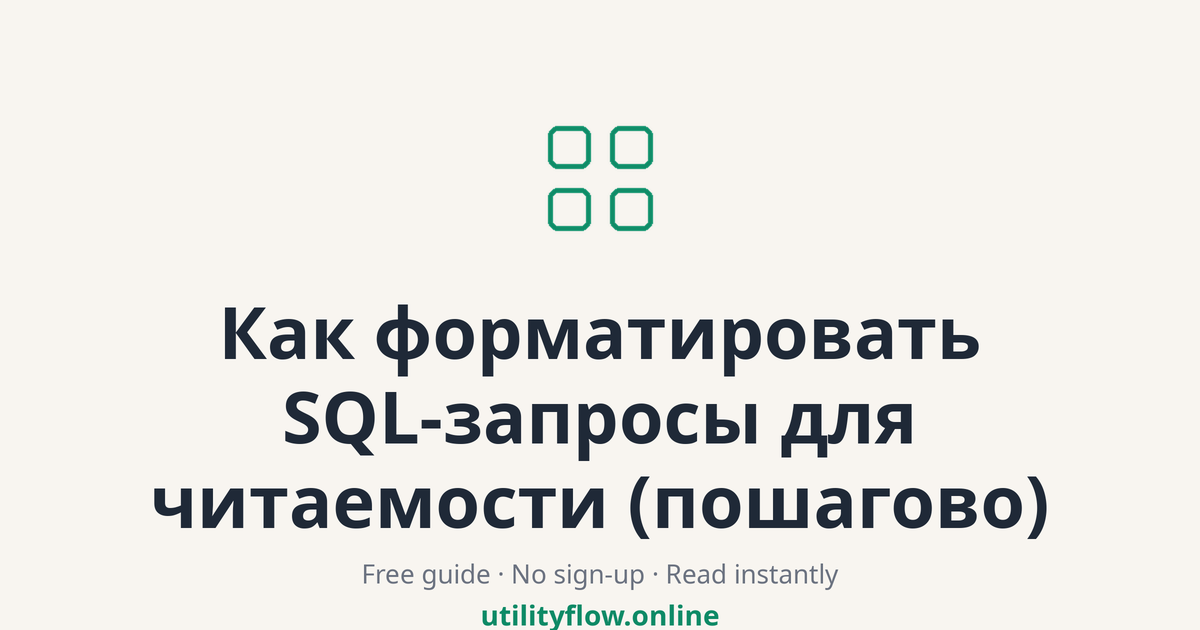 Как форматировать
SQL-запросы для
читаемости (пошагово)
Free guide · No sign-up · Read instantly
utilityflow.online